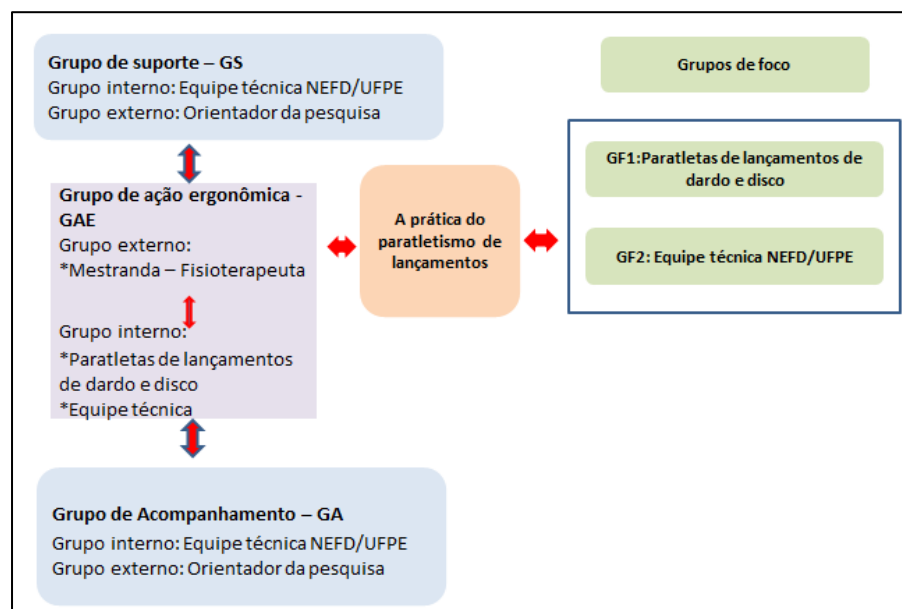 Grupo de suporte – GS
Grupo interno: Equipe técnica NEFD/UFPE
Grupo externo: Orientador da pesquisa
Grupos de foco
GF1:Paratletas de lançamentos de
dardo e disco
GF2: Equipe técnica NEFD/UFPE
A prática do
paratletismo de
lançamentos
Grupo de ação ergonômica -
GAE
Grupo externo:
*Mestranda – Fisioterapeuta
Grupo interno:
*Paratletas de lançamentos
de dardo e disco
*Equipe técnica
Grupo de Acompanhamento – GA
Grupo interno: Equipe técnica NEFD/UFPE
Grupo externo: Orientador da pesquisa